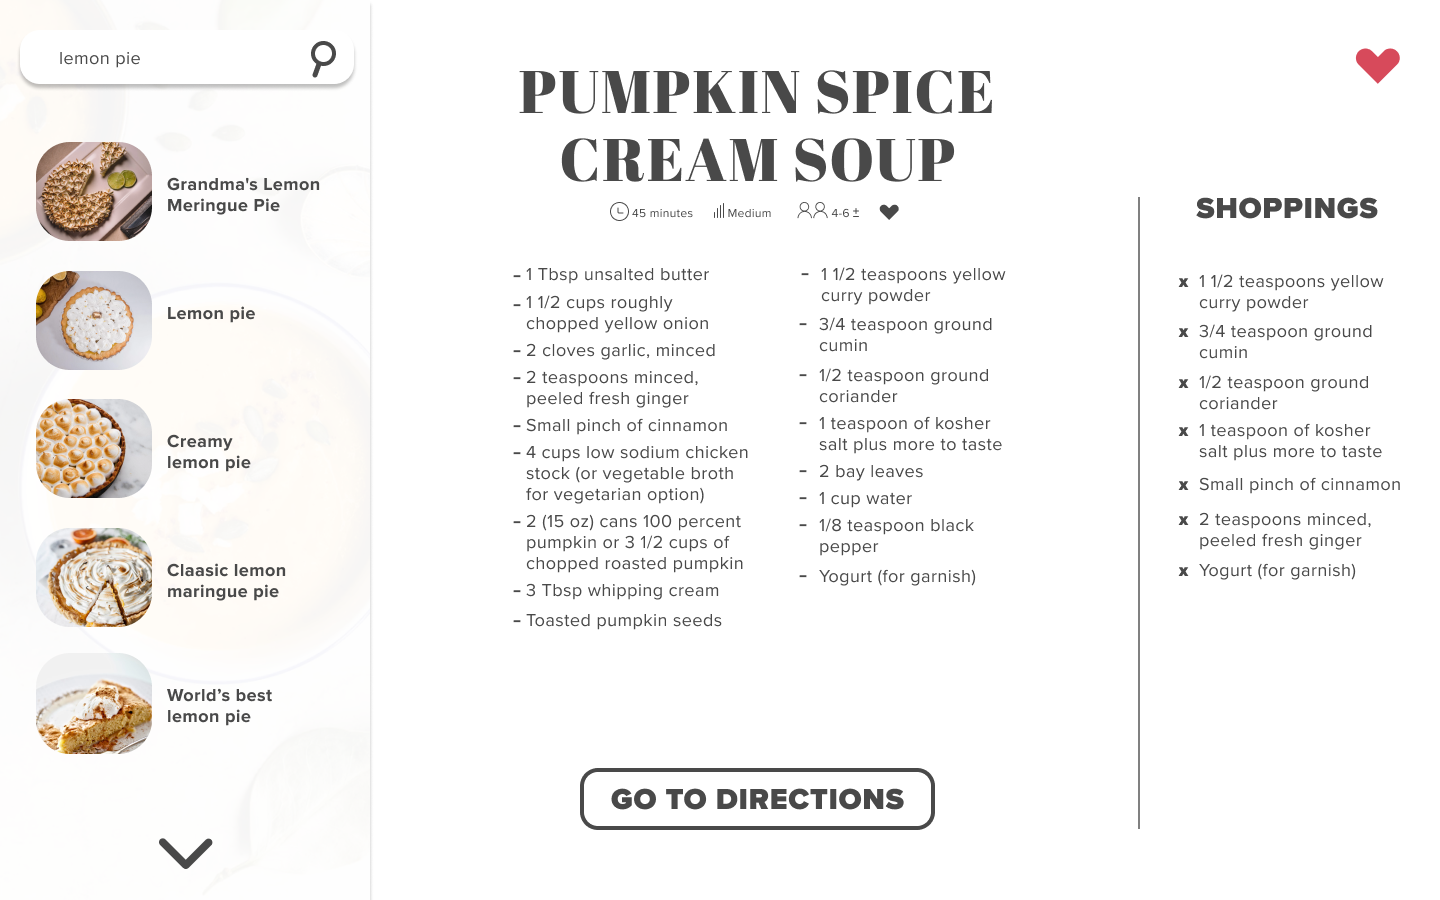 lemon pie
Grandma's Lemon
Meringue Pie
Lemon pie
Creamy
lemon pie
Claasic lemon
maringue pie
World’s best
lemon pie
PUMPKIN SPICE
CREAM SOUP
45 minutes Medium 4-6 ±
– 1 Tbsp unsalted butter
– 1 1/2 cups roughly
chopped yellow onion
– 2 cloves garlic, minced
– 2 teaspoons minced,
peeled fresh ginger
– Small pinch of cinnamon
– 4 cups low sodium chicken
stock (or vegetable broth
for vegetarian option)
– 2 (15 oz) cans 100 percent
pumpkin or 3 1/2 cups of
chopped roasted pumpkin
– 3 Tbsp whipping cream
– Toasted pumpkin seeds
– 1 1/2 teaspoons yellow
curry powder
– 3/4 teaspoon ground
cumin
– 1/2 teaspoon ground
coriander
– 1 teaspoon of kosher
salt plus more to taste
– 2 bay leaves
– 1 cup water
– 1/8 teaspoon black
pepper
– Yogurt (for garnish)
GO TO DIRECTIONS
SHOPPINGS
x 1 1/2 teaspoons yellow
curry powder
x 3/4 teaspoon ground
cumin
x 1/2 teaspoon ground
coriander
x 1 teaspoon of kosher
salt plus more to taste
x Small pinch of cinnamon
x 2 teaspoons minced,
peeled fresh ginger
x Yogurt (for garnish)